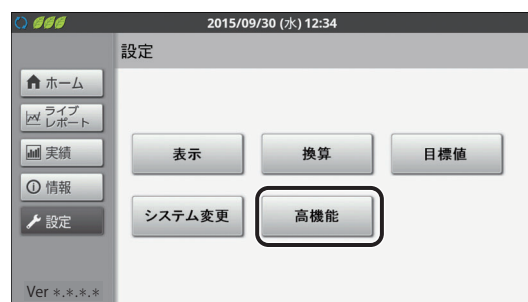 2015/09/30 (水) 12:34
設定
ホーム
ライブ
レポート
実績
情報
設定
表示
換算
目標値
システム変更
高機能
Ver *.*.*.*